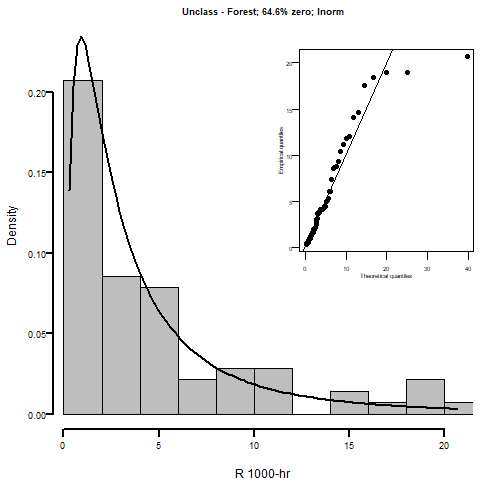 Unclass - Forest; 64.6% zero; lnorm
Density
0.20
0.15
0.10
0.05
0.00
0 5 10 15 20
R 1000-hr
Empirical quantiles
20
15
10
5
0
0 10 20 30 40
Theoretical quantiles